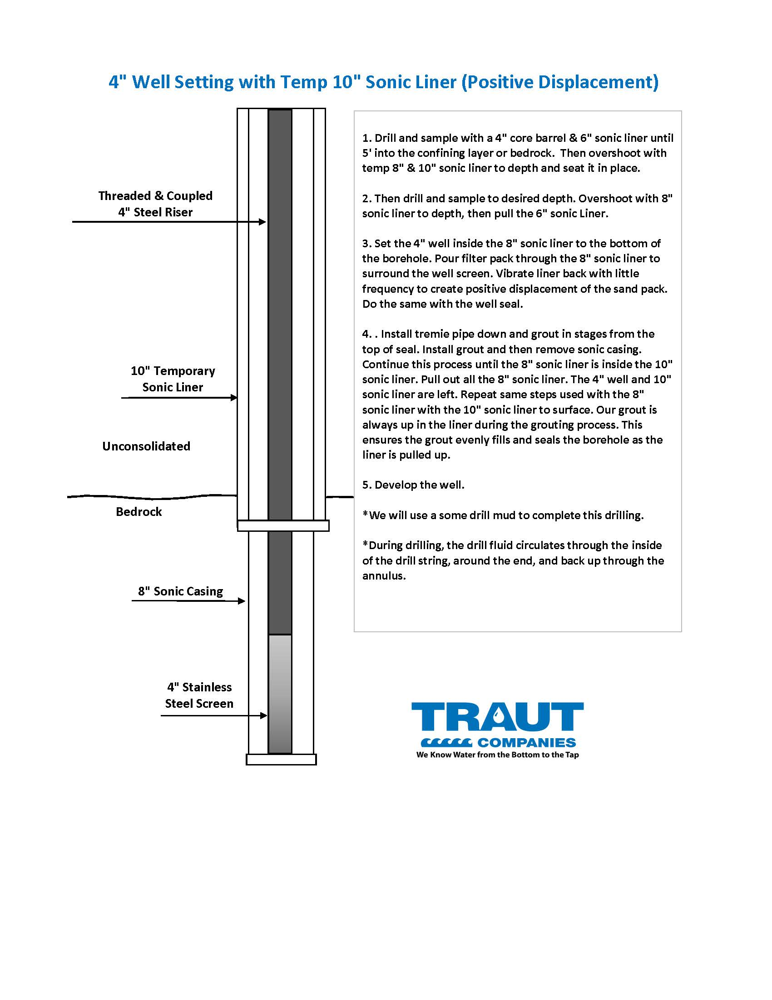 4" Well Setting with Temp 10" Sonic Liner (Positive Displacement)
Threaded & Coupled
4" Steel Riser
10" Temporary
Sonic Liner
Unconsolidated
Bedrock
8" Sonic Casing
4" Stainless
Steel Screen
1. Drill and sample with a 4" core barrel & 6" sonic liner until
5' into the confining layer or bedrock.  Then overshoot with
temp 8" & 10" sonic liner to depth and seat it in place.
2. Then drill and sample to desired depth. Overshoot with 8"
sonic liner to depth, then pull the 6" sonic Liner.
3. Set the 4" well inside the 8" sonic liner to the bottom of
the borehole. Pour filter pack through the 8" sonic liner to
surround the well screen. Vibrate liner back with little
frequency to create positive displacement of the sand pack.
Do the same with the well seal.
4. . Install tremie pipe down and grout in stages from the
top of seal. Install grout and then remove sonic casing.
Continue this process until the 8" sonic liner is inside the 10"
sonic liner. Pull out all the 8" sonic liner. The 4" well and 10"
sonic liner are left. Repeat same steps used with the 8"
sonic liner with the 10" sonic liner to surface. Our grout is
always up in the liner during the grouting process. This
ensures the grout evenly fills and seals the borehole as the
liner is pulled up.
5. Develop the well.
*We will use a some drill mud to complete this drilling.
*During drilling, the drill fluid circulates through the inside
of the drill string, around the end, and back up through the
annulus.
TRAUT
COMPANIES
We Know Water from the Bottom to the Tap